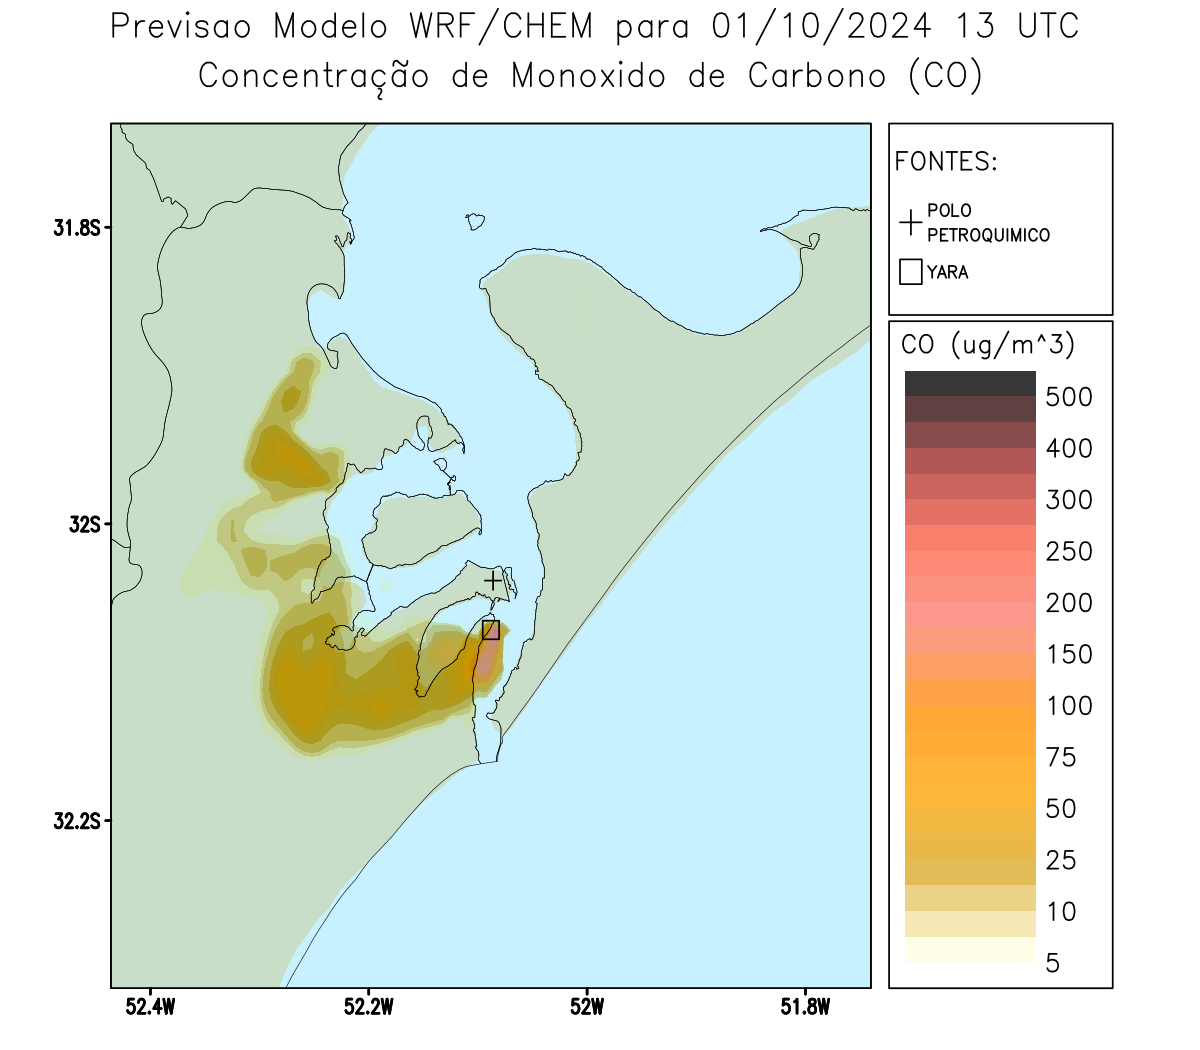 Previsao Modelo WRF/CHEM para 01/10/2024 13 UTC
Concentração de Monoxido de Carbono (CO)
FONTES:
POLO
PETROQUIMICO
YARA
CO (ug/m^3)
500
400
300
250
200
150
100
75
50
25
10
5
31.8S
32S
32.2S
52.4W
52.2W
52W
51.8W